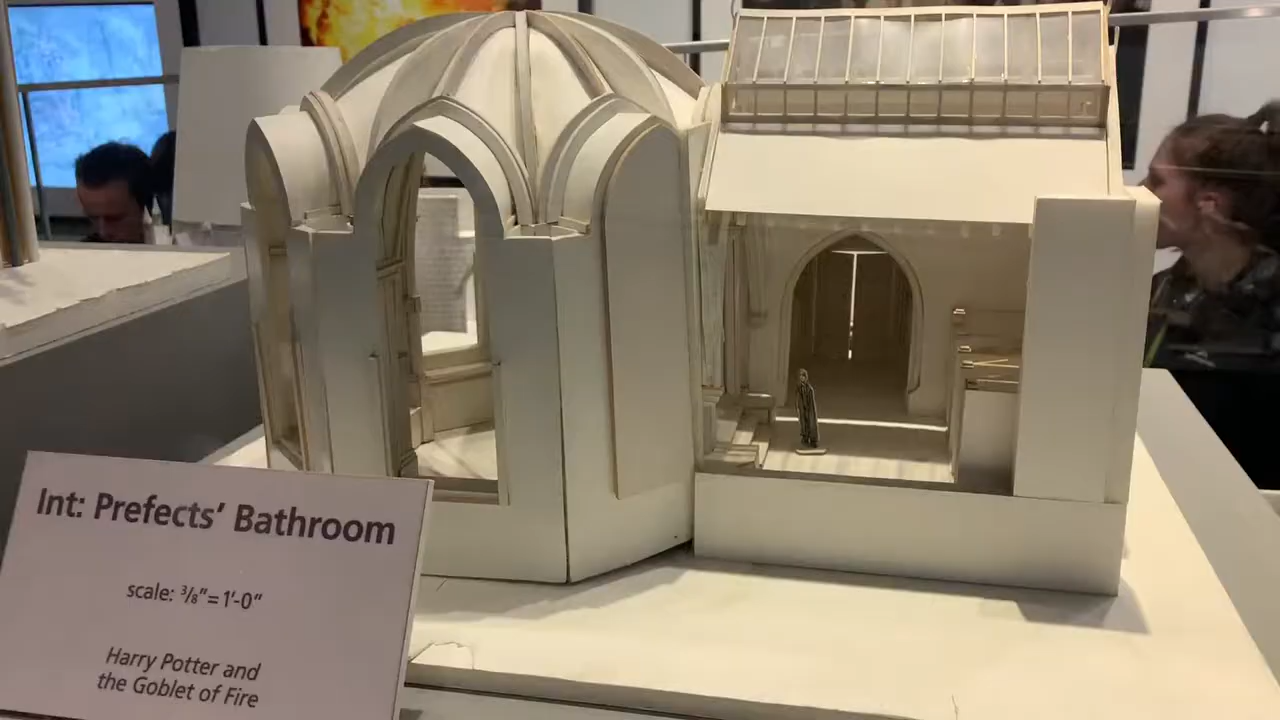 Int: Prefects’ Bathroom
scale: ³/₈”= 1’-0”
Harry Potter and
the Goblet of Fire